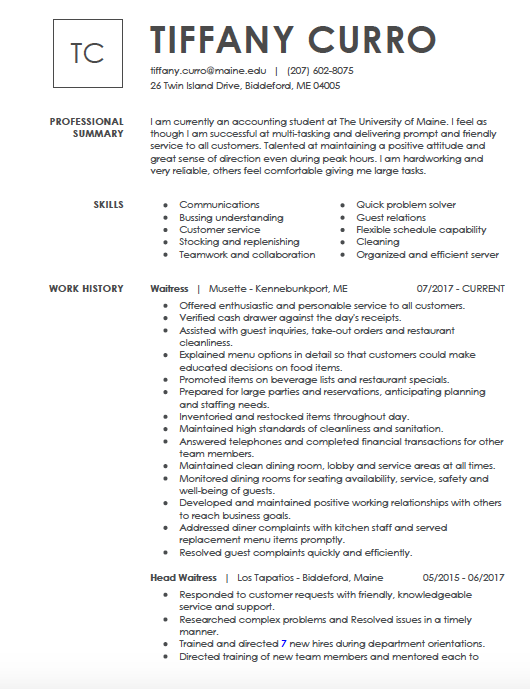 TC
TIFFANY CURRO
tiffany.curro@maine.edu | (207) 602-8075
26 Twin Island Drive, Biddeford, ME 04005
PROFESSIONAL
SUMMARY
I am currently an accounting student at The University of Maine. I feel as
though I am successful at multi-tasking and delivering prompt and friendly
service to all customers. Talented at maintaining a positive attitude and
great sense of direction even during peak hours. I am hardworking and
very reliable, others feel comfortable giving me large tasks.
SKILLS
• Communications
• Bussing understanding
• Customer service
• Stocking and replenishing
• Teamwork and collaboration
• Quick problem solver
• Guest relations
• Flexible schedule capability
• Cleaning
• Organized and efficient server
WORK HISTORY
Waitress | Musette - Kennebunkport, ME 07/2017 - CURRENT
• Offered enthusiastic and personable service to all customers.
• Verified cash drawer against the day's receipts.
• Assisted with guest inquiries, take-out orders and restaurant
cleanliness.
• Explained menu options in detail so that customers could make
educated decisions on food items.
• Promoted items on beverage lists and restaurant specials.
• Prepared for large parties and reservations, anticipating planning
and staffing needs.
• Inventoried and restocked items throughout day.
• Maintained high standards of cleanliness and sanitation.
• Answered telephones and completed financial transactions for other
team members.
• Maintained clean dining room, lobby and service areas at all times.
• Monitored dining rooms for seating availability, service, safety and
well-being of guests.
• Developed and maintained positive working relationships with others
to reach business goals.
• Addressed diner complaints with kitchen staff and served
replacement menu items promptly.
• Resolved guest complaints quickly and efficiently.
Head Waitress | Los Tapatios - Biddeford, Maine 05/2015 - 06/2017
• Responded to customer requests with friendly, knowledgeable
service and support.
• Researched complex problems and Resolved issues in a timely
manner.
• Trained and directed 7 new hires during department orientations.
• Directed training of new team members and mentored each to